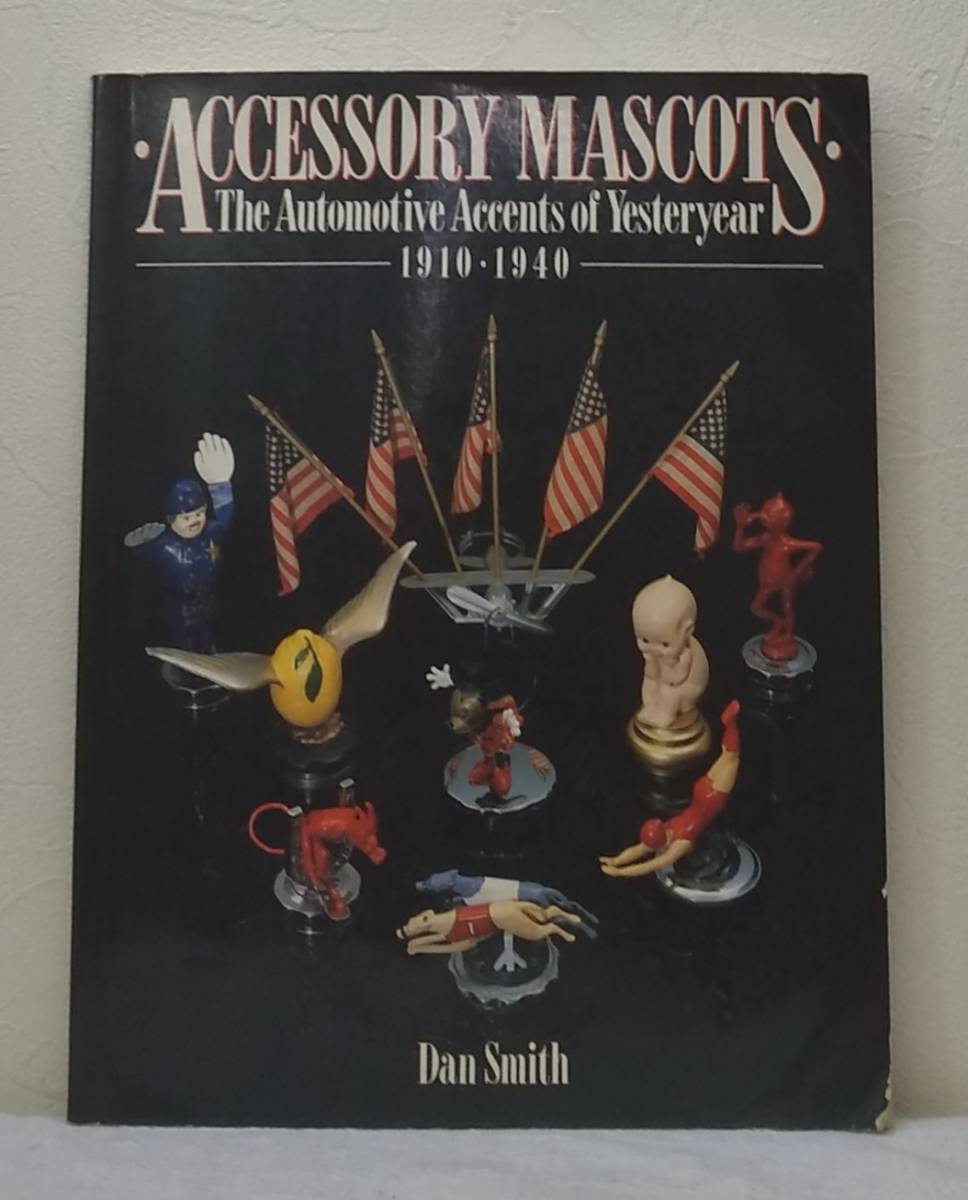 ·ACCESSORY MASCOTS·
The Automotive Accents of Yesteryear
1910·1940
Dan Smith